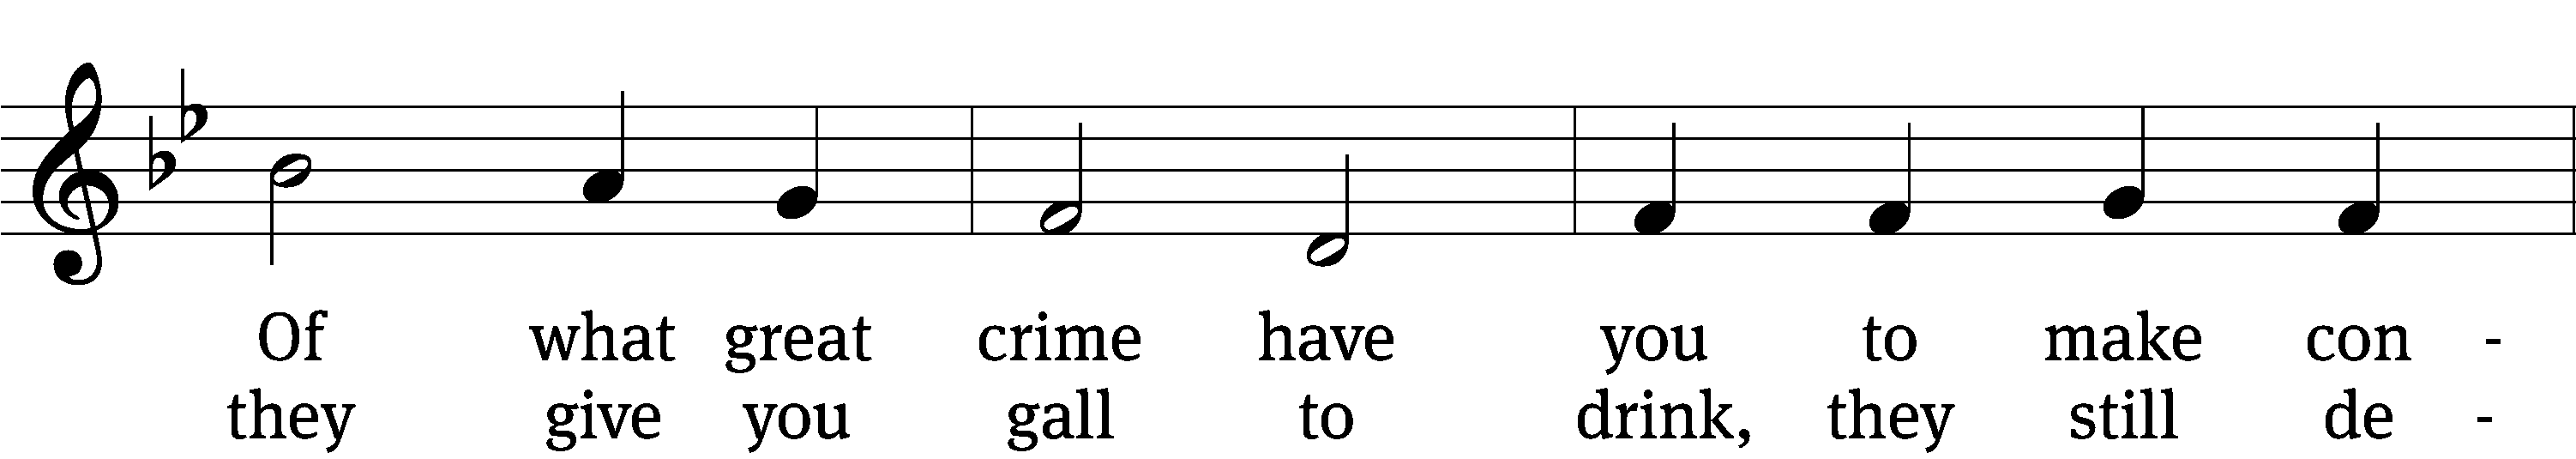 Of what great crime have you to make con -
they give you gall to drink, they still de -